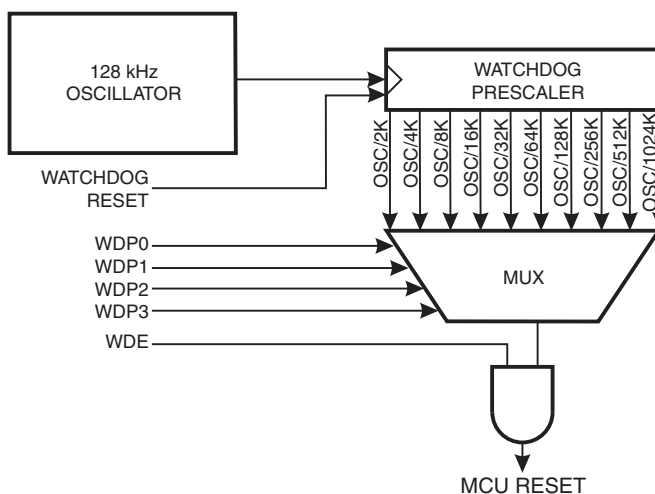 128 kHz
OSCILLATOR
WATCHDOG
PRESCALER
OSC/2K
OSC/4K
OSC/8K
OSC/16K
OSC/32K
OSC/64K
OSC/128K
OSC/256K
OSC/512K
OSC/1024K
WATCHDOG
RESET
WDP0
WDP1
WDP2
WDP3
WDE
MUX
MCU RESET